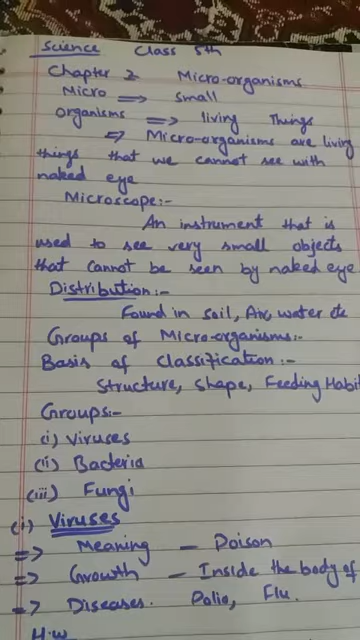 Science Class 5th
Chapter 2 Micro-organisms
Micro ⇒ small
organisms ⇒ living Things
⇒ Micro-organisms are living
things that we cannot see with
naked eye
Microscope:-
An instrument that is
used to see very small objects
that cannot be seen by naked eye
Distribution:-
Found in soil, Air, water etc
Groups of Micro-organisms:-
Basis of Classification:-
Structure, Shape, Feeding Habit
Groups:-
(i) Viruses
(ii) Bacteria
(iii) Fungi
(i) Viruses
⇒ Meaning - Poison
⇒ Growth - Inside the body of
⇒ Diseases. Polio, Flu.
H.W